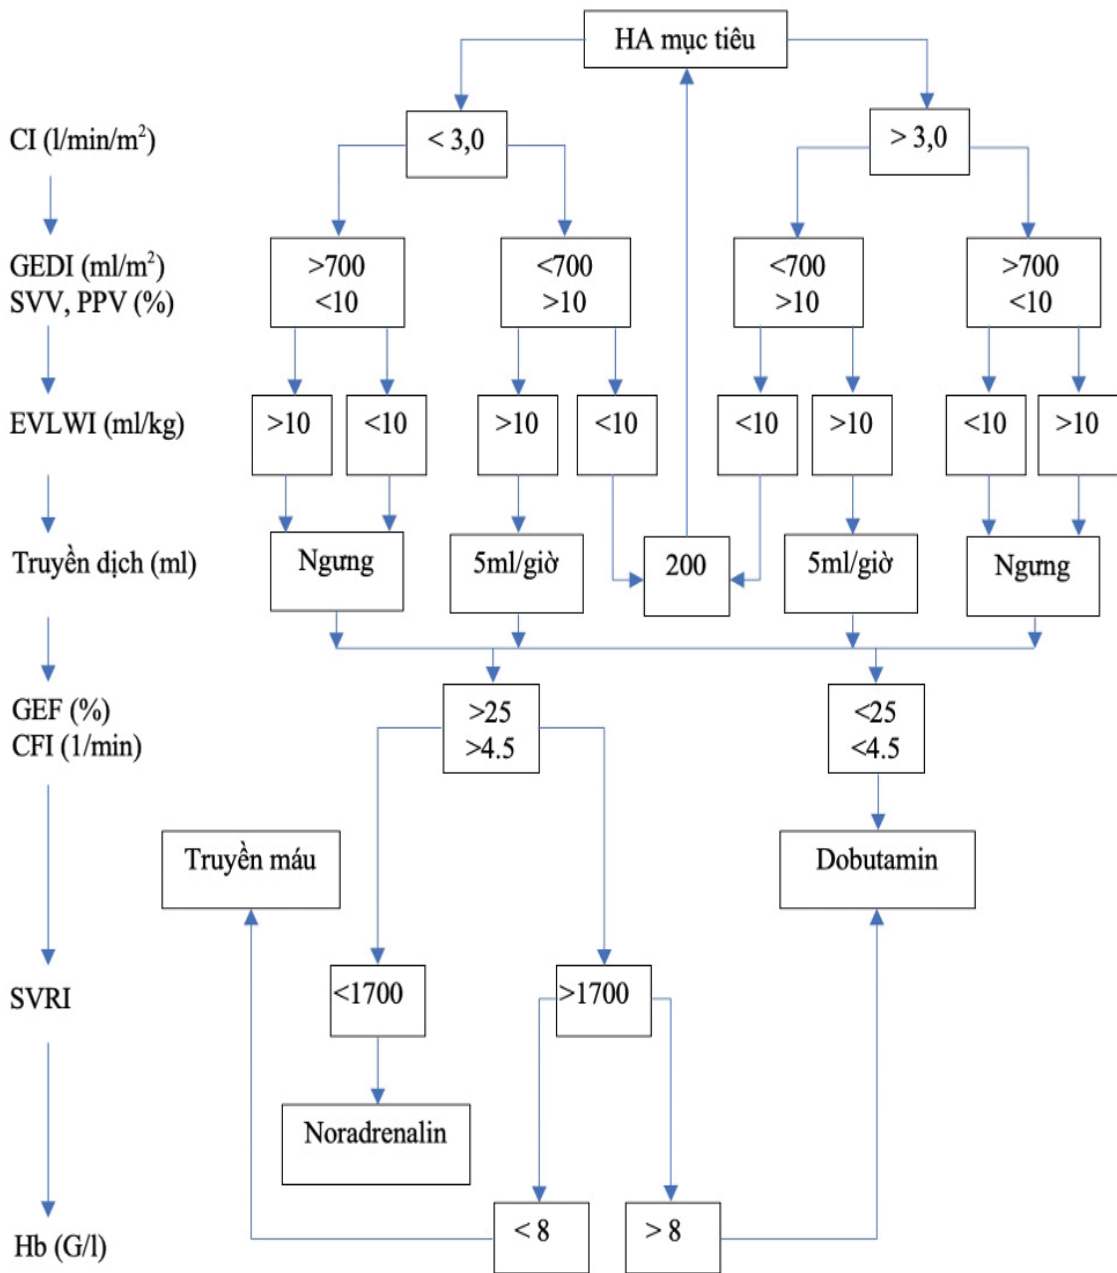 HA mục tiêu
CI (l/min/m²)
< 3,0
> 3,0
GEDI (ml/m²)
SVV, PPV (%)
>700
<10
<700
>10
<700
>10
>700
<10
EVLWI (ml/kg)
>10
<10
>10
<10
<10
>10
<10
>10
Truyền dịch (ml)
Ngưng
5ml/giờ
200
5ml/giờ
Ngưng
GEF (%)
CFI (1/min)
>25
>4.5
<25
<4.5
Truyền máu
Dobutamin
SVRI
<1700
>1700
Noradrenalin
Hb (G/l)
< 8
> 8